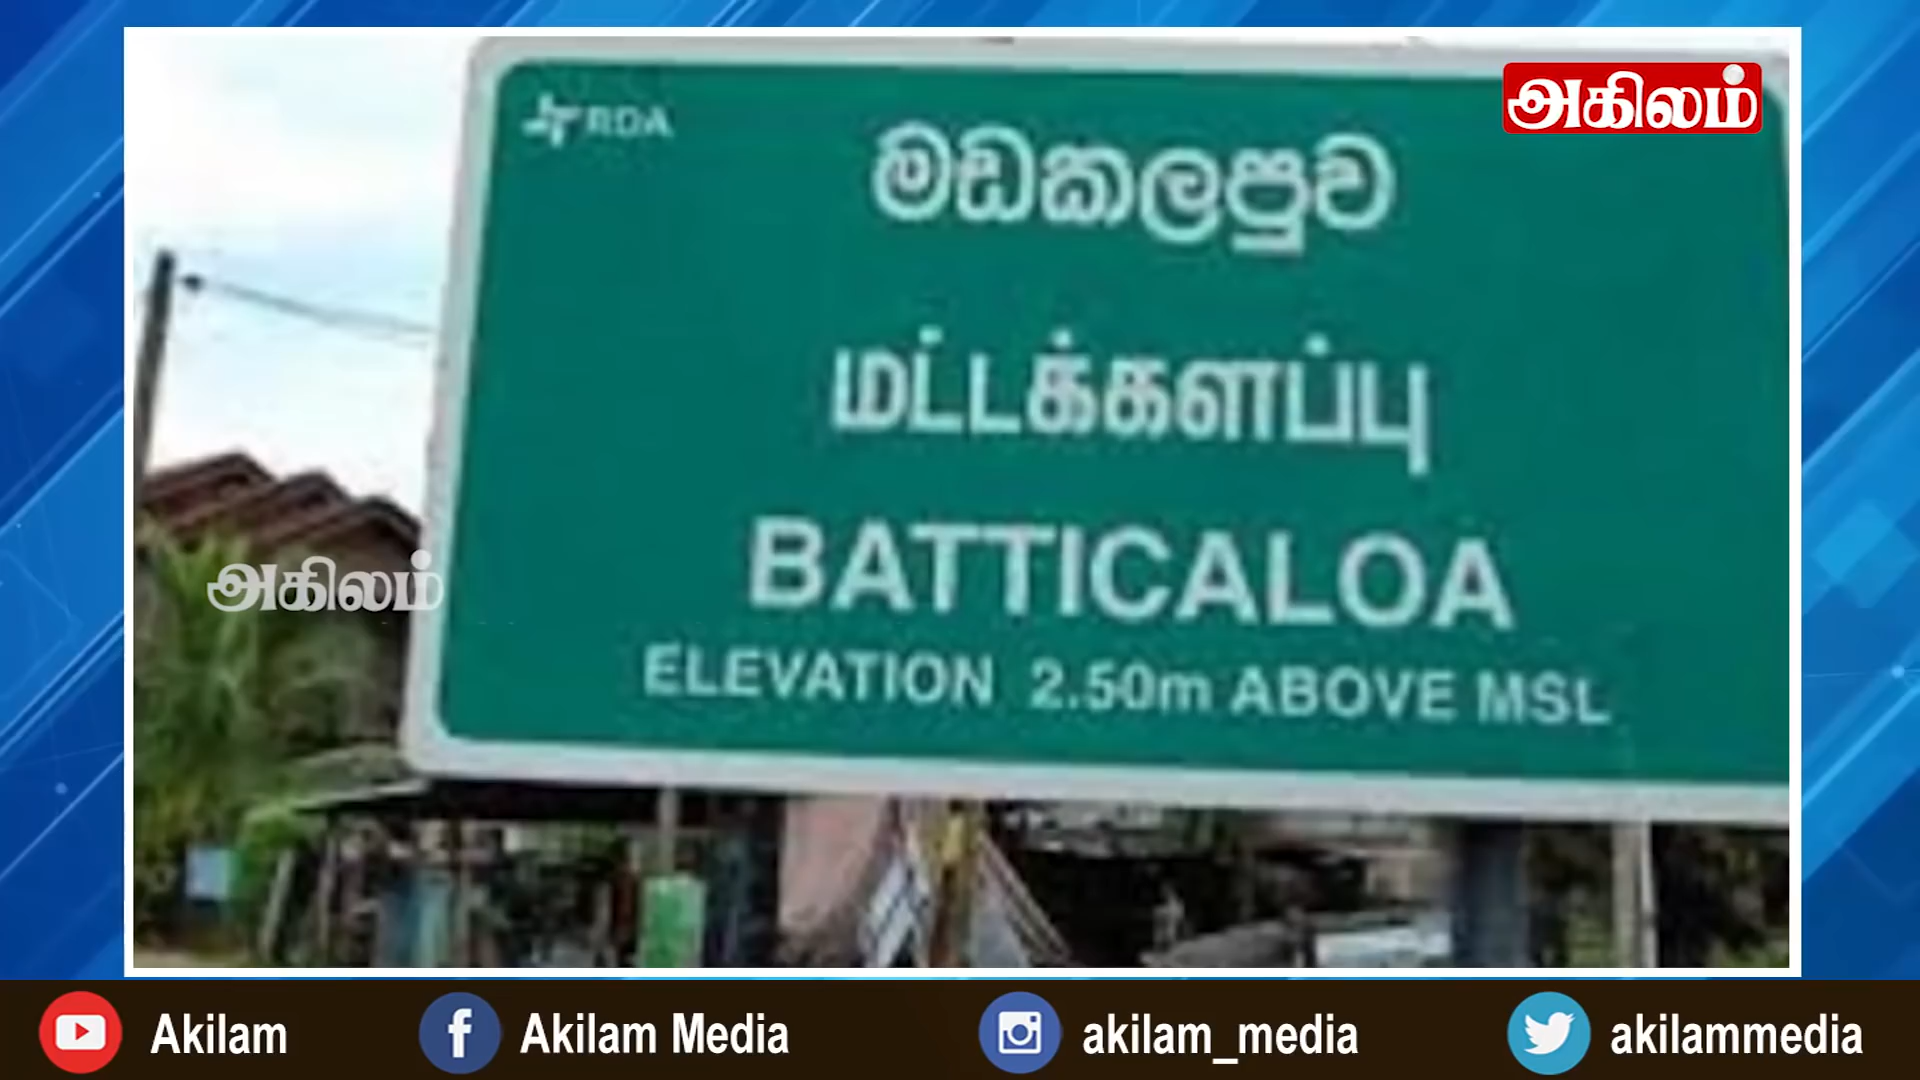 அகிலம்
RDA
මඩකලපුව
மட்டக்களப்பு
BATTICALOA
ELEVATION 2.50m ABOVE MSL
அகிலம்
Akilam
Akilam Media
akilam_media
akilammedia